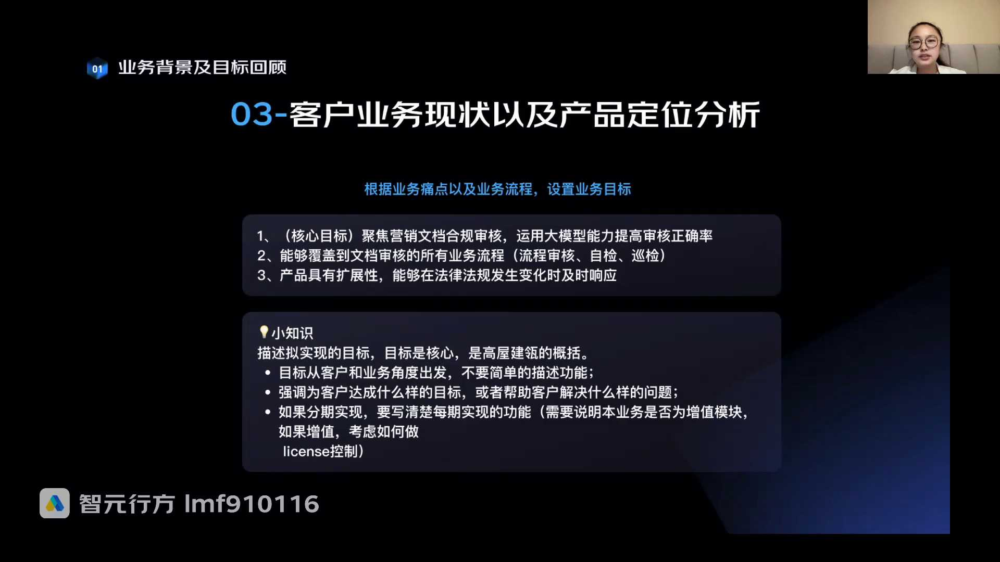 01 业务背景及目标回顾
03-客户业务现状以及产品定位分析
根据业务痛点以及业务流程，设置业务目标
1、（核心目标）聚焦营销文档合规审核，运用大模型能力提高审核正确率
2、能够覆盖到文档审核的所有业务流程（流程审核、自检、巡检）
3、产品具有扩展性，能够在法律法规发生变化时及时响应
💡小知识
描述拟实现的目标，目标是核心，是高屋建瓴的概括。
• 目标从客户和业务角度出发，不要简单的描述功能；
• 强调为客户达成什么样的目标，或者帮助客户解决什么样的问题；
• 如果分期实现，要写清楚每期实现的功能（需要说明本业务是否为增值模块，
如果增值，考虑如何做
license控制）
智元行方 lmf910116